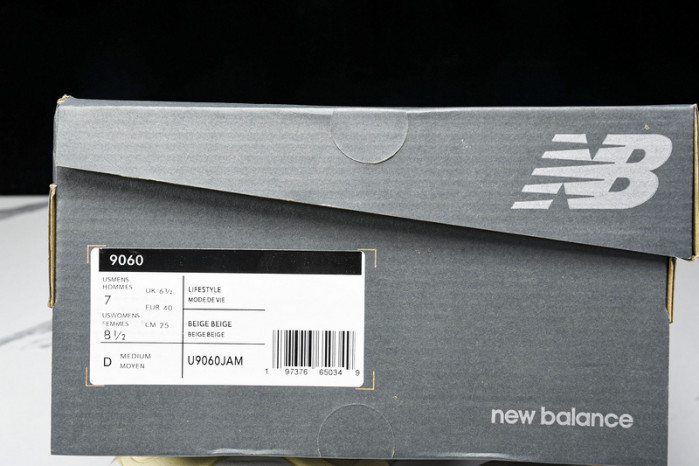 NB
9060
USMENS
HOMMES
7
UK 6½
EUR 40
USWOMENS
FEMMES
CM 25
8½
D MEDIUM
MOYEN
LIFESTYLE
MODE DE VIE
BEIGE BEIGE
BEIGE BEIGE
U9060JAM
1 97376 65034 9
new balance